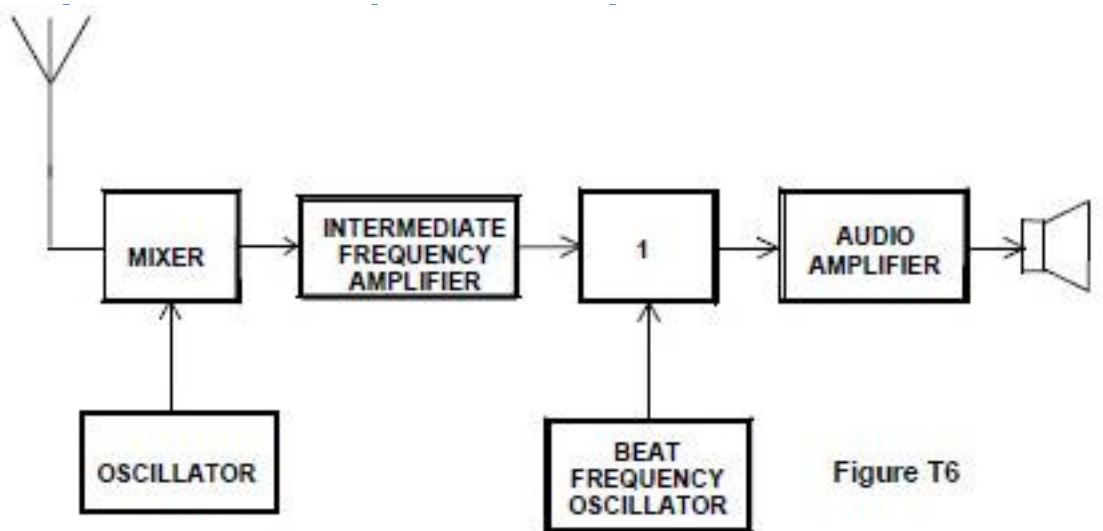 MIXER
INTERMEDIATE
FREQUENCY
AMPLIFIER
1
AUDIO
AMPLIFIER
OSCILLATOR
BEAT
FREQUENCY
OSCILLATOR
Figure T6